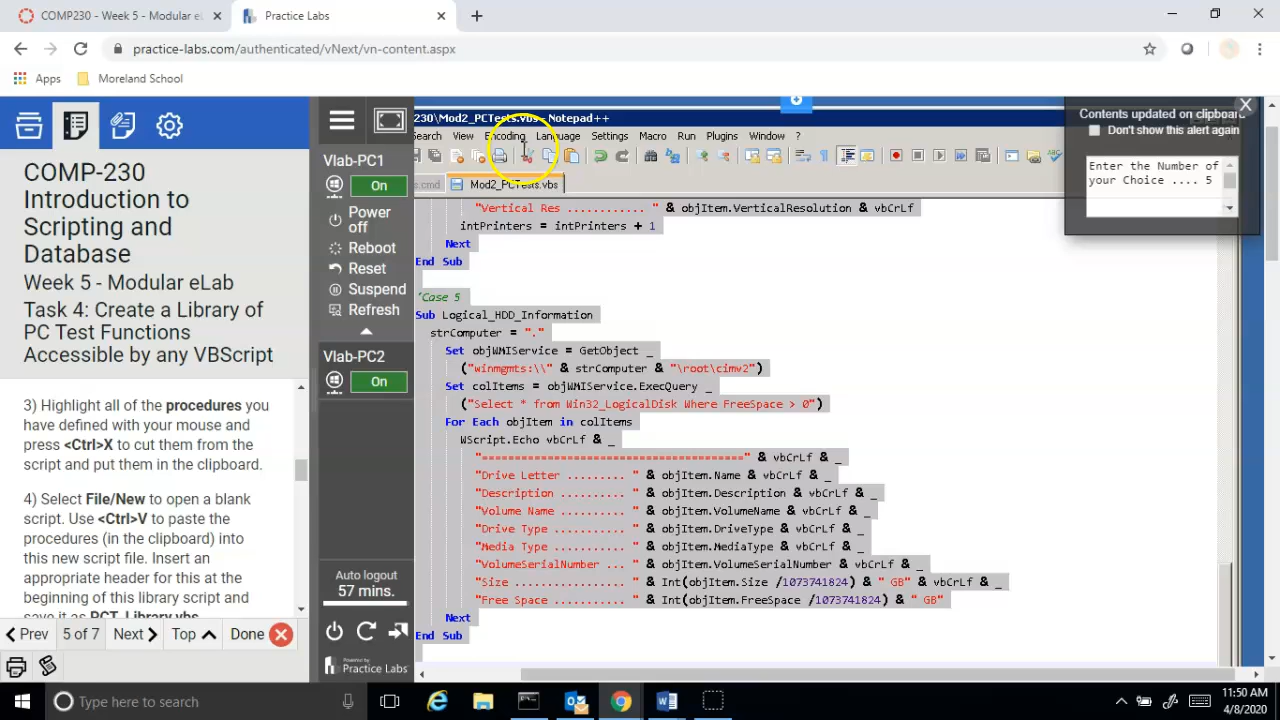 COMP230 - Week 5 - Modular eL
Practice Labs
practice-labs.com/authenticated/vNext/vn-content.aspx
Apps
Moreland School
COMP-230
Introduction to
Scripting and
Database
Week 5 - Modular eLab
Task 4: Create a Library of
PC Test Functions
Accessible by any VBScript
3) Highlight all of the procedures you
have defined with your mouse and
press <Ctrl>X to cut them from the
script and put them in the clipboard.
4) Select File/New to open a blank
script. Use <Ctrl>V to paste the
procedures (in the clipboard) into
this new script file. Insert an
appropriate header for this at the
beginning of this library script and
save it as PCT_Library.vbs
Prev
5 of 7
Next
Top
Done
Vlab-PC1
On
Power
off
Reboot
Reset
Suspend
Refresh
Vlab-PC2
On
Auto logout
57 mins.
Powered by
Practice Labs
230\Mod2_PCTests.vbs - Notepad++
Search View Encoding Language Settings Macro Run Plugins Window ?
s.cmd
Mod2_PCTests.vbs
"Vertical Res ............ " & objItem.VerticalResolution & vbCrLf
intPrinters = intPrinters + 1
Next
End Sub
'Case 5
Sub Logical_HDD_Information
strComputer = "."
Set objWMIService = GetObject _
("winmgmts:\\" & strComputer & "\root\cimv2")
Set colItems = objWMIService.ExecQuery _
("Select * from Win32_LogicalDisk Where FreeSpace > 0")
For Each objItem in colItems
WScript.Echo vbCrLf & _
"=======================================" & vbCrLf & _
"Drive Letter ......... " & objItem.Name & vbCrLf & _
"Description .......... " & objItem.Description & vbCrLf & _
"Volume Name .......... " & objItem.VolumeName & vbCrLf & _
"Drive Type ........... " & objItem.DriveType & vbCrLf & _
"Media Type ........... " & objItem.MediaType & vbCrLf & _
"VolumeSerialNumber ... " & objItem.VolumeSerialNumber & vbCrLf & _
"Size ................. " & Int(objItem.Size /1073741824) & " GB" & vbCrLf & _
"Free Space ........... " & Int(objItem.FreeSpace /1073741824) & " GB"
Next
End Sub
Contents updated on clipboard
Don't show this alert again
Enter the Number of
your Choice .... 5
Type here to search
11:50 AM
4/8/2020